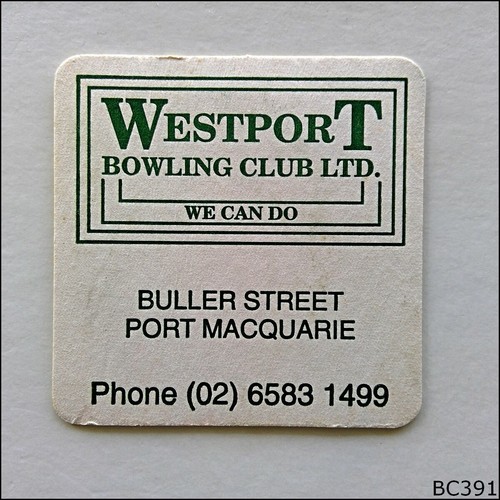 WESTPORT
BOWLING CLUB LTD.
WE CAN DO
BULLER STREET
PORT MACQUARIE
Phone (02) 6583 1499
BC391